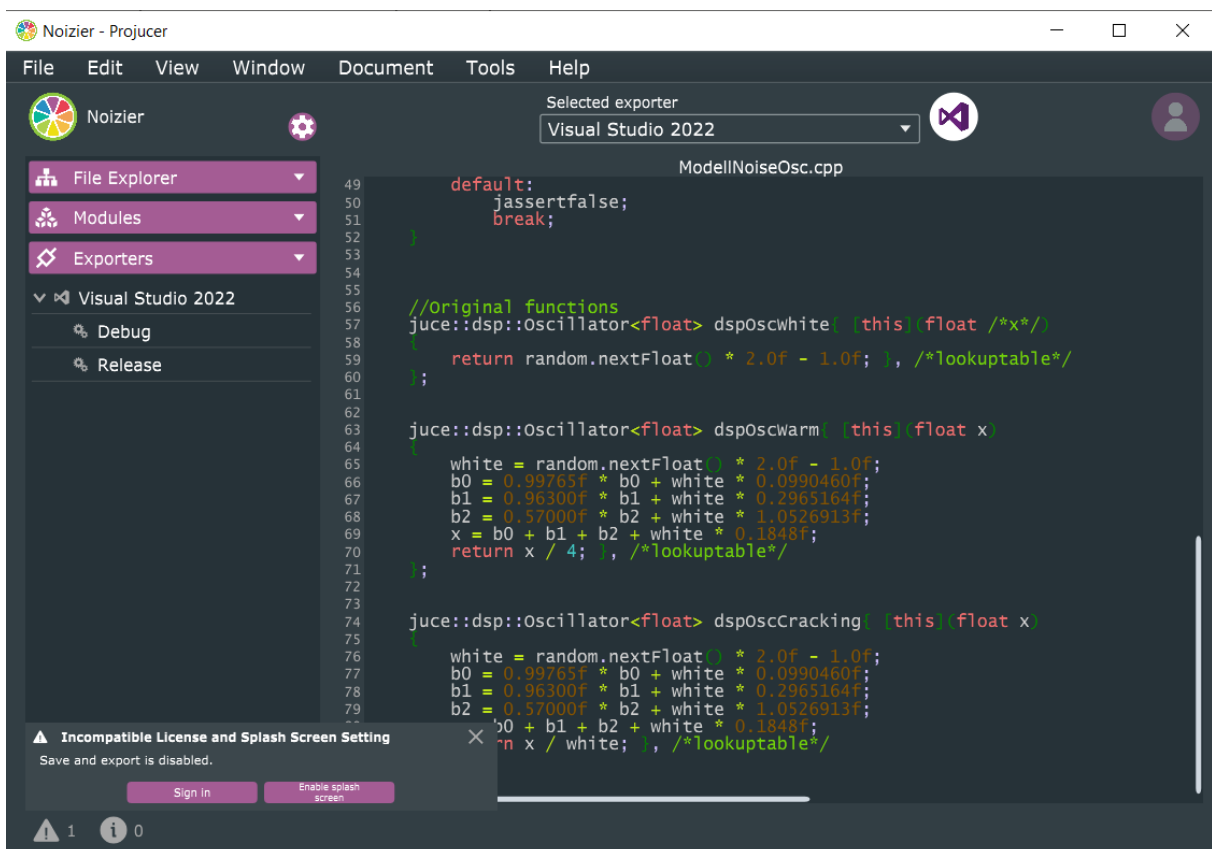 Noizier - Projucer
File Edit View Window Document Tools Help
Noizier
Selected exporter
Visual Studio 2022
File Explorer
Modules
Exporters
Visual Studio 2022
Debug
Release
ModellNoiseOsc.cpp
49 default:
50 jassertfalse;
51 break;
52 }
53
54
55
56 //Original functions
57 juce::dsp::Oscillator<float> dspOscWhite{ [this](float /*x*/)
58 {
59 return random.nextFloat() * 2.0f - 1.0f; }, /*lookuptable*/
60 };
61
62
63 juce::dsp::Oscillator<float> dspOscWarm{ [this](float x)
64 {
65 white = random.nextFloat() * 2.0f - 1.0f;
66 b0 = 0.99765f * b0 + white * 0.0990460f;
67 b1 = 0.96300f * b1 + white * 0.2965164f;
68 b2 = 0.57000f * b2 + white * 1.0526913f;
69 x = b0 + b1 + b2 + white * 0.1848f;
70 return x / 4; }, /*lookuptable*/
71 };
72
73
74 juce::dsp::Oscillator<float> dspOscCracking{ [this](float x)
75 {
76 white = random.nextFloat() * 2.0f - 1.0f;
77 b0 = 0.99765f * b0 + white * 0.0990460f;
78 b1 = 0.96300f * b1 + white * 0.2965164f;
79 b2 = 0.57000f * b2 + white * 1.0526913f;
b0 + b1 + b2 + white * 0.1848f;
rn x / white; }, /*lookuptable*/
Incompatible License and Splash Screen Setting
Save and export is disabled.
Sign in
Enable splash
screen
1 0